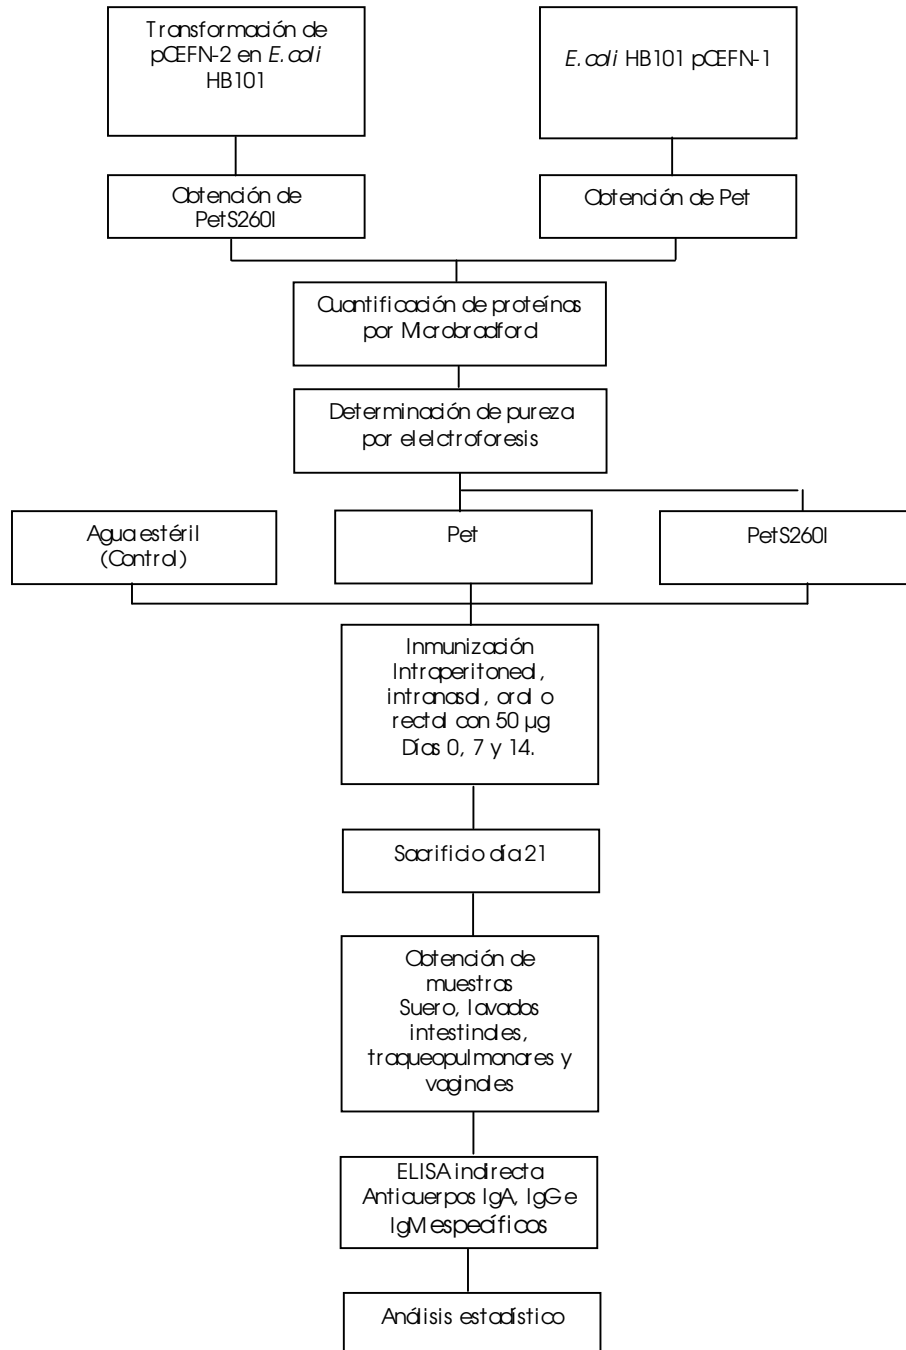 Transformación de
pCEFN-2 en E. coli
HB101
E. coli HB101 pCEFN-1
Obtención de
PetS260I
Obtención de Pet
Cuantificación de proteínas
por Microbradford
Determinación de pureza
por elelctroforesis
Agua estéril
(Control)
Pet
PetS260I
Inmunización
Intraperitoneal,
intranasal, oral o
rectal con 50 µg
Días 0, 7 y 14.
Sacrificio día 21
Obtención de
muestras
Suero, lavados
intestinales,
traqueopulmonares y
vaginales
ELISA indirecta
Anticuerpos IgA, IgG e
IgM específicos
Análisis estadístico